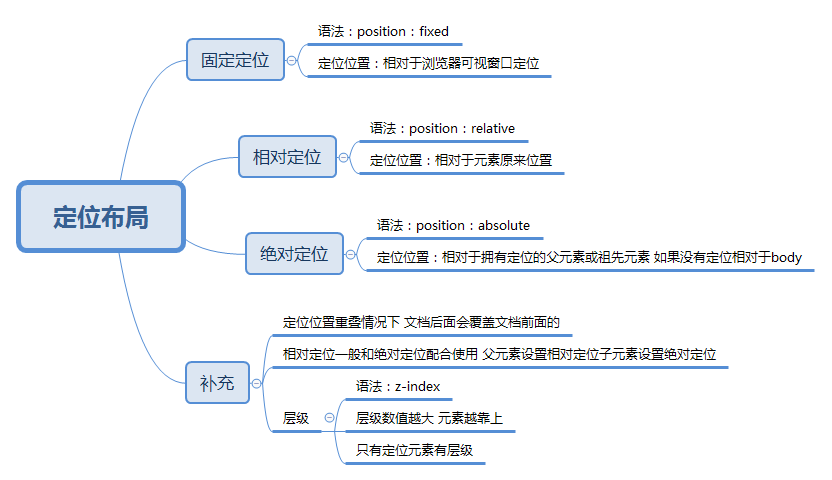 定位布局
固定定位
语法：position：fixed
定位位置：相对于浏览器可视窗口定位
相对定位
语法：position：relative
定位位置：相对于元素原来位置
绝对定位
语法：position：absolute
定位位置：相对于拥有定位的父元素或祖先元素 如果没有定位相对于body
补充
定位位置重叠情况下 文档后面会覆盖文档前面的
相对定位一般和绝对定位配合使用 父元素设置相对定位子元素设置绝对定位
层级
语法：z-index
层级数值越大 元素越靠上
只有定位元素有层级